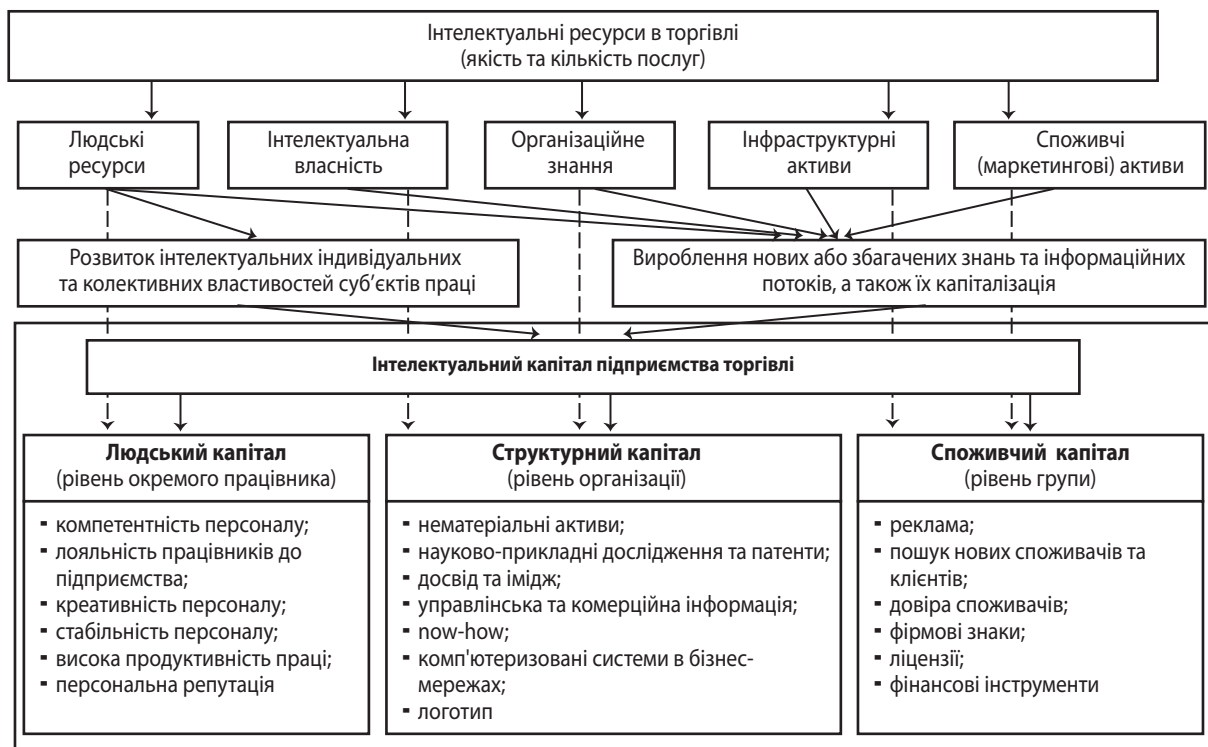 Інтелектуальні ресурси в торгівлі
(якість та кількість послуг)
Людські
ресурси
Інтелектуальна
власність
Організаційне
знання
Інфраструктурні
активи
Споживчі
(маркетингові) активи
Розвиток інтелектуальних індивідуальних
та колективних властивостей суб’єктів праці
Вироблення нових або збагачених знань та інформаційних
потоків, а також їх капіталізація
Інтелектуальний капітал підприємства торгівлі
Людський капітал
(рівень окремого працівника)
- компетентність персоналу;
- лояльність працівників до
підприємства;
- креативність персоналу;
- стабільність персоналу;
- висока продуктивність праці;
- персональна репутація
Структурний капітал
(рівень організації)
- нематеріальні активи;
- науково-прикладні дослідження та патенти;
- досвід та імідж;
- управлінська та комерційна інформація;
- now-how;
- комп'ютеризовані системи в бізнес-
мережах;
- логотип
Споживчий капітал
(рівень групи)
- реклама;
- пошук нових споживачів та
клієнтів;
- довіра споживачів;
- фірмові знаки;
- ліцензії;
- фінансові інструменти